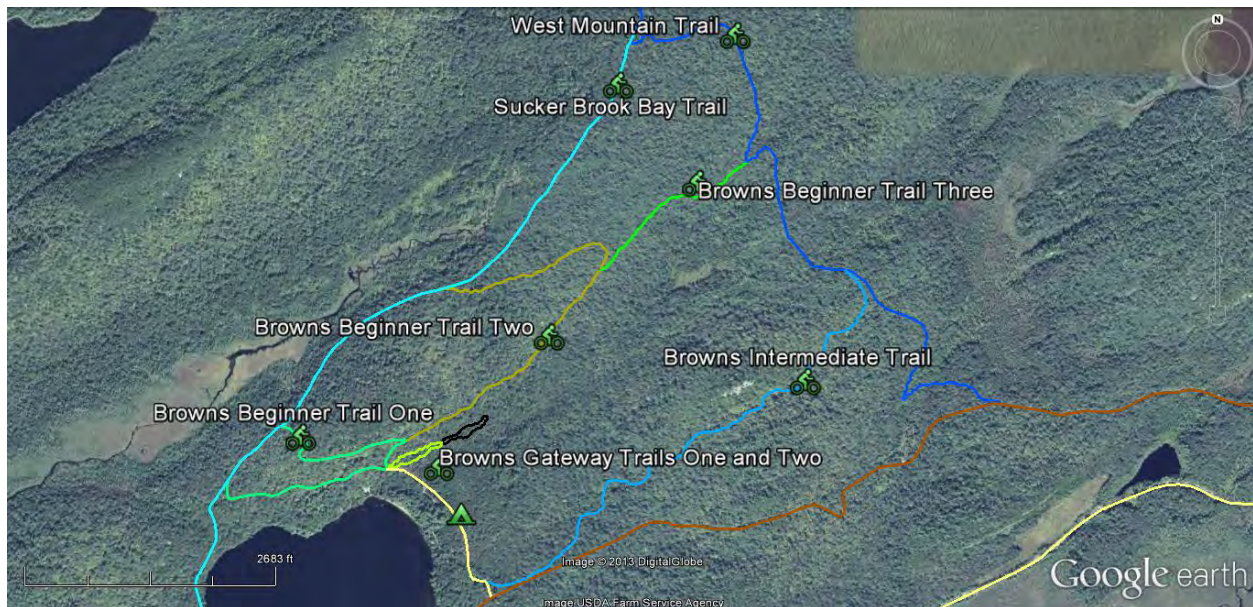 West Mountain Trail
N
Sucker Brook Bay Trail
Browns Beginner Trail Three
Browns Beginner Trail Two
Browns Intermediate Trail
Browns Beginner Trail One
Browns Gateway Trails One and Two
2683 ft
Image © 2013 DigitalGlobe
Google earth
Image USDA Farm Service Agency